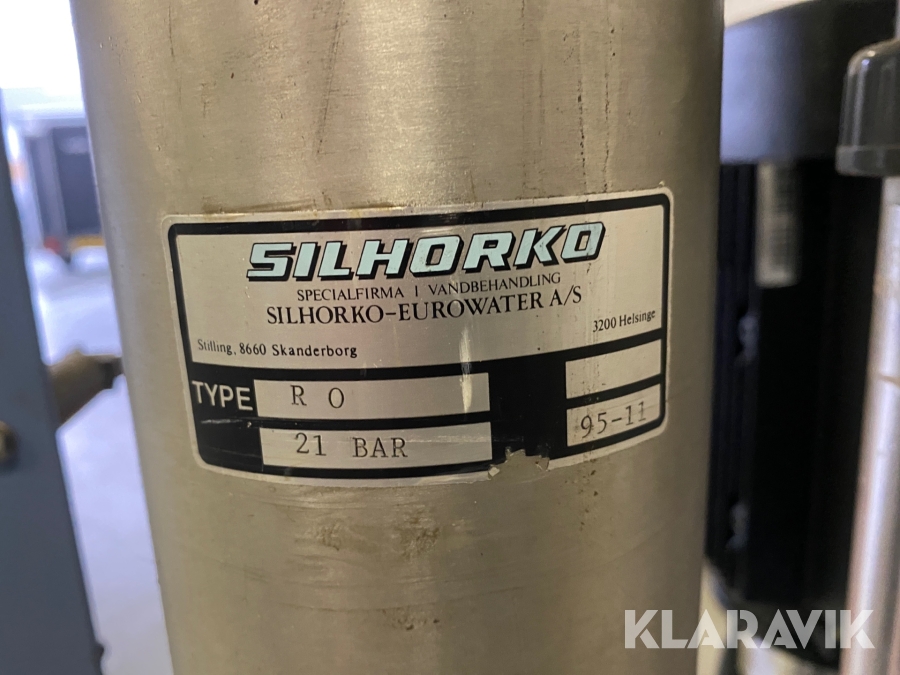 SILHORKO
SPECIALFIRMA I VANDBEHANDLING
SILHORKO-EUROWATER A/S
Stilling, 8660 Skanderborg
3200 Helsinge
TYPE R O
21 BAR
95-11
KLARAVIK